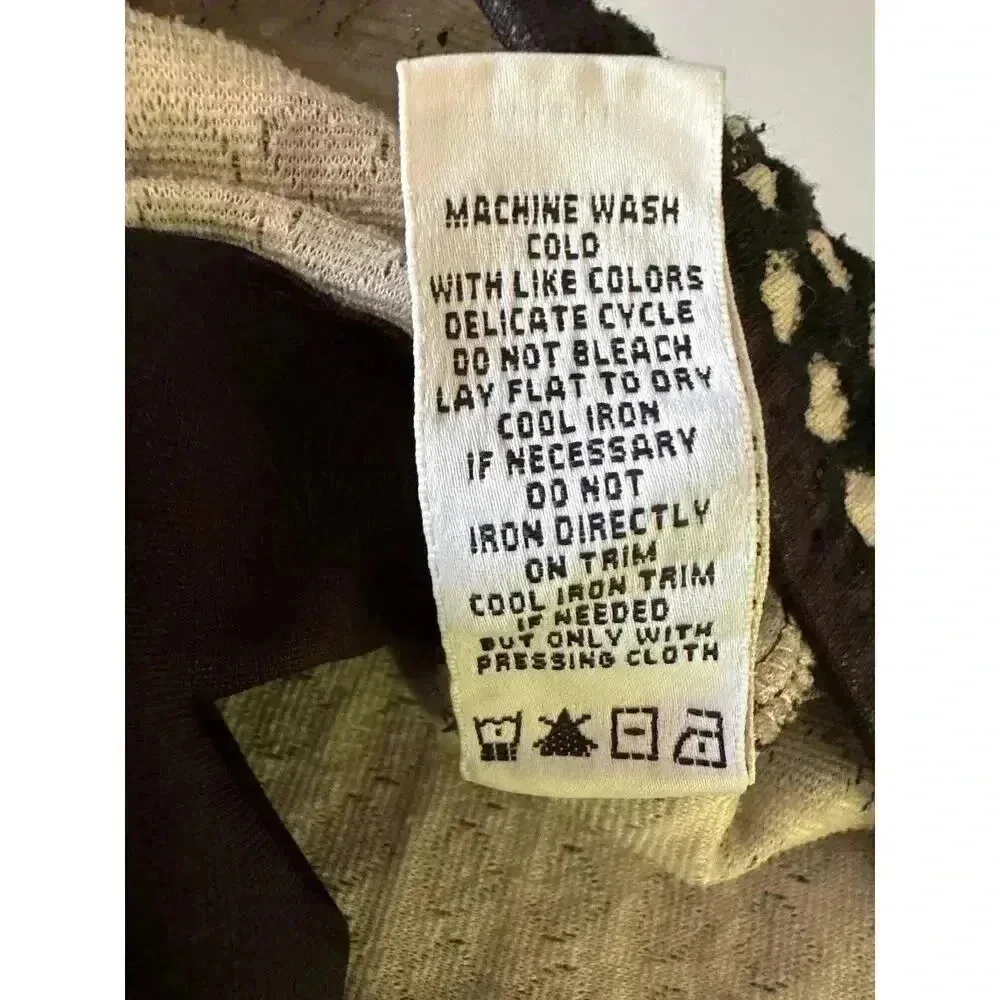 MACHINE WASH
COLD
WITH LIKE COLORS
DELICATE CYCLE
DO NOT BLEACH
LAY FLAT TO DRY
COOL IRON
IF NECESSARY
DO NOT
IRON DIRECTLY
ON TRIM
COOL IRON TRIM
IF NEEDED
BUT ONLY WITH
PRESSING CLOTH